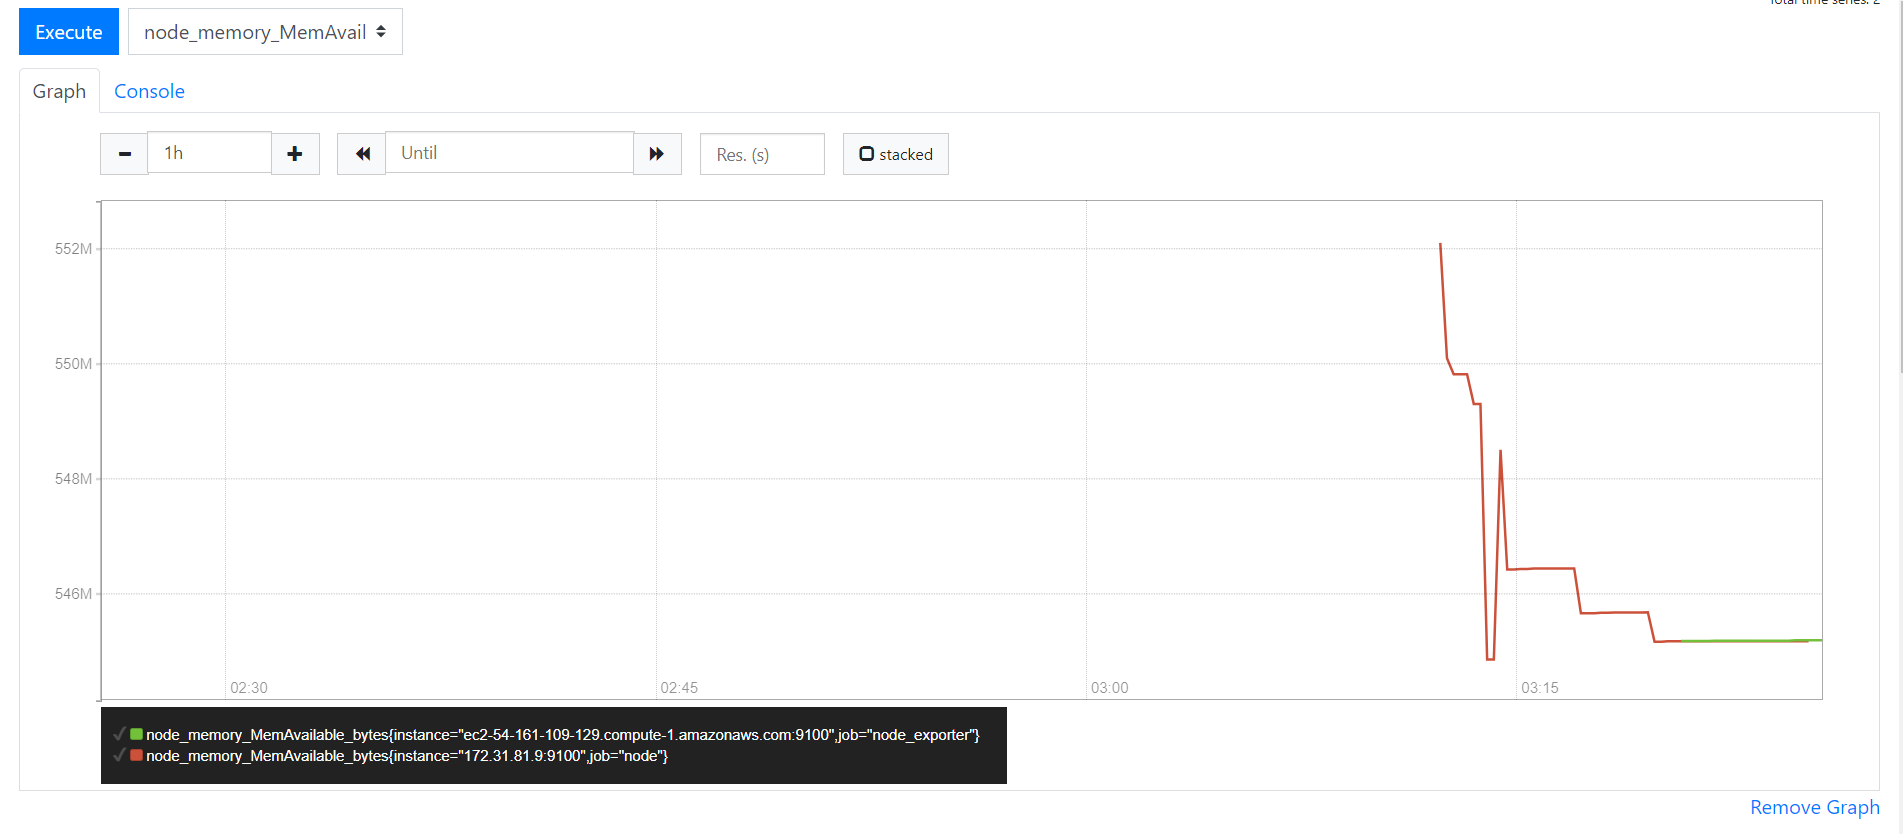 Total time series: 2
Execute node_memory_MemAvail
Graph Console
1h Until Res. (s) stacked
552M
550M
548M
546M
02:30 02:45 03:00 03:15
node_memory_MemAvailable_bytes{instance="ec2-54-161-109-129.compute-1.amazonaws.com:9100",job="node_exporter"}
node_memory_MemAvailable_bytes{instance="172.31.81.9:9100",job="node"}
Remove Graph